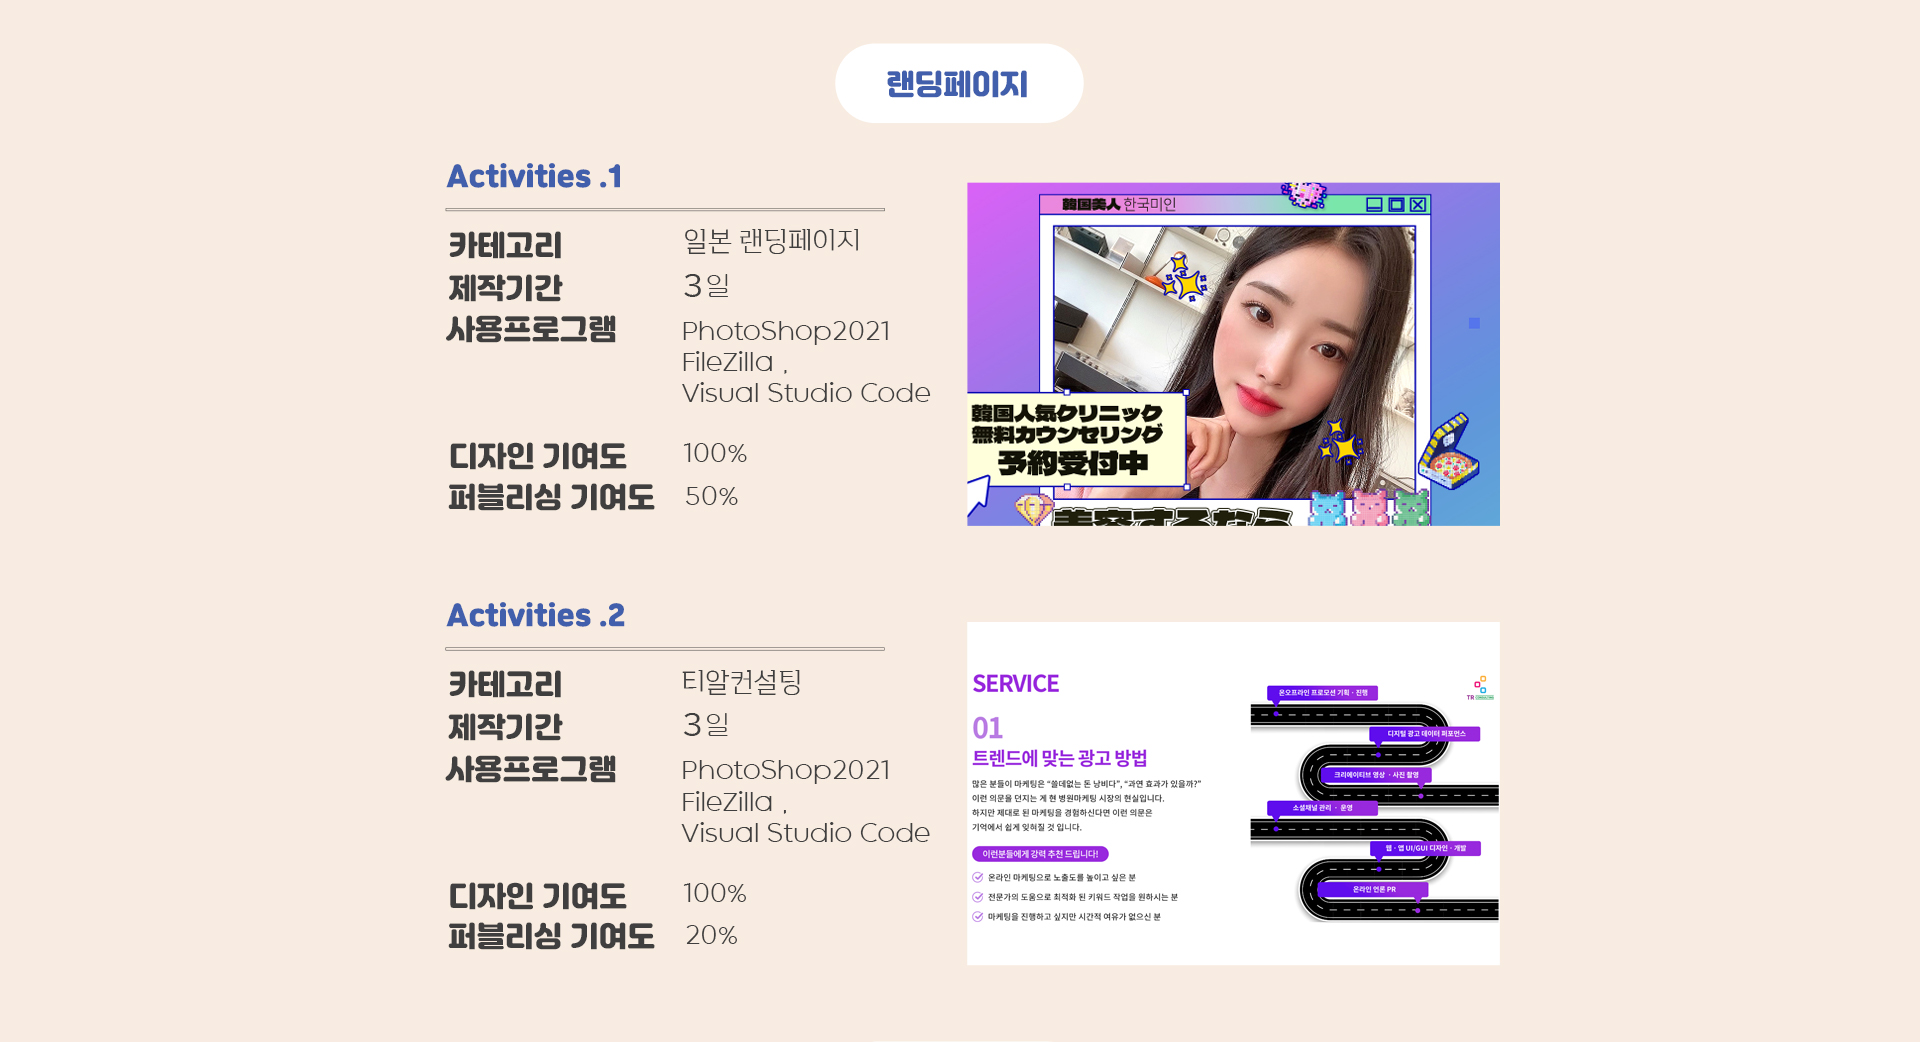 랜딩페이지
Activities .1
카테고리 일본 랜딩페이지
제작기간 3일
사용프로그램 PhotoShop2021
FileZilla ,
Visual Studio Code
디자인 기여도 100%
퍼블리싱 기여도 50%
韓国美人 한국미인
韓国人気クリニック
無料カウンセリング
予約受付中
Activities .2
카테고리 티알컨설팅
제작기간 3일
사용프로그램 PhotoShop2021
FileZilla ,
Visual Studio Code
디자인 기여도 100%
퍼블리싱 기여도 20%
SERVICE
01
트렌드에 맞는 광고 방법
많은 분들이 마케팅은 “쓸데없는 돈 낭비다”, “과연 효과가 있을까?”
이런 의문을 던지는 게 현 병원마케팅 시장의 현실입니다.
하지만 제대로 된 마케팅을 경험하신다면 이런 의문은
기억에서 쉽게 잊혀질 것 입니다.
이런분들에게 강력 추천 드립니다!
온라인 마케팅으로 노출도를 높이고 싶은 분
전문가의 도움으로 최적화 된 키워드 작업을 원하시는 분
마케팅을 진행하고 싶지만 시간적 여유가 없으신 분
TR
온오프라인 프로모션 기획 · 진행
디지털 광고 데이터 퍼포먼스
크리에이티브 영상 · 사진 촬영
소셜채널 관리 · 운영
웹 · 앱 UI/GUI 디자인 · 개발
온라인 언론 PR